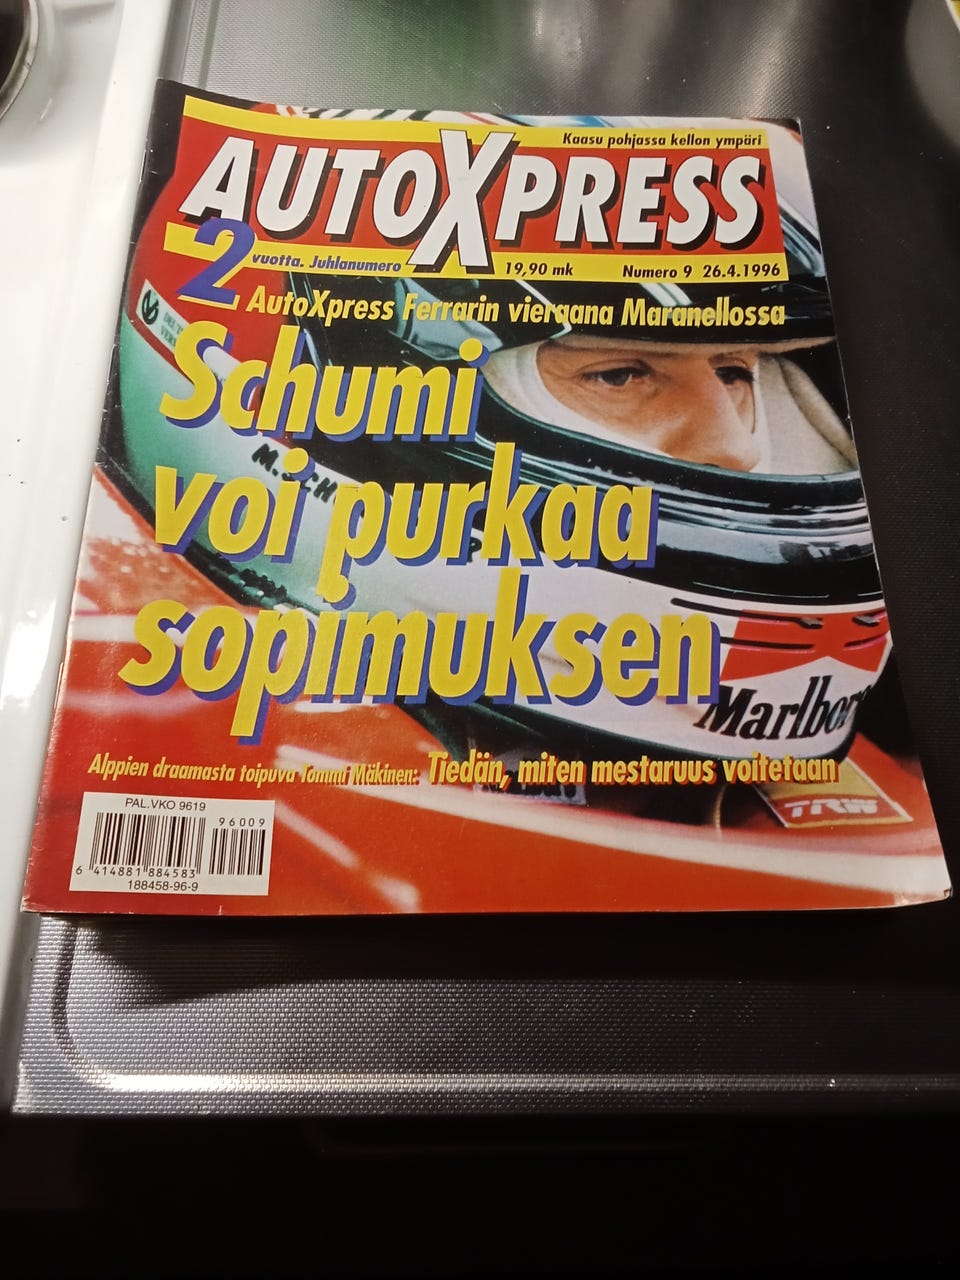 Kaasu pohjassa kellon ympäri
AUTOXPRESS
2 vuotta. Juhlanumero
19,90 mk
Numero 9 26.4.1996
AutoXpress Ferrarin vieraana Maranellossa
Schumi
voi purkaa
sopimuksen
M.SCH
Marlboro
Alppien draamasta toipuva Tommi Mäkinen: Tiedän, miten mestaruus voitetaan
TRW
PAL.VKO 9619
96009
6 414881 884583
188458-96-9